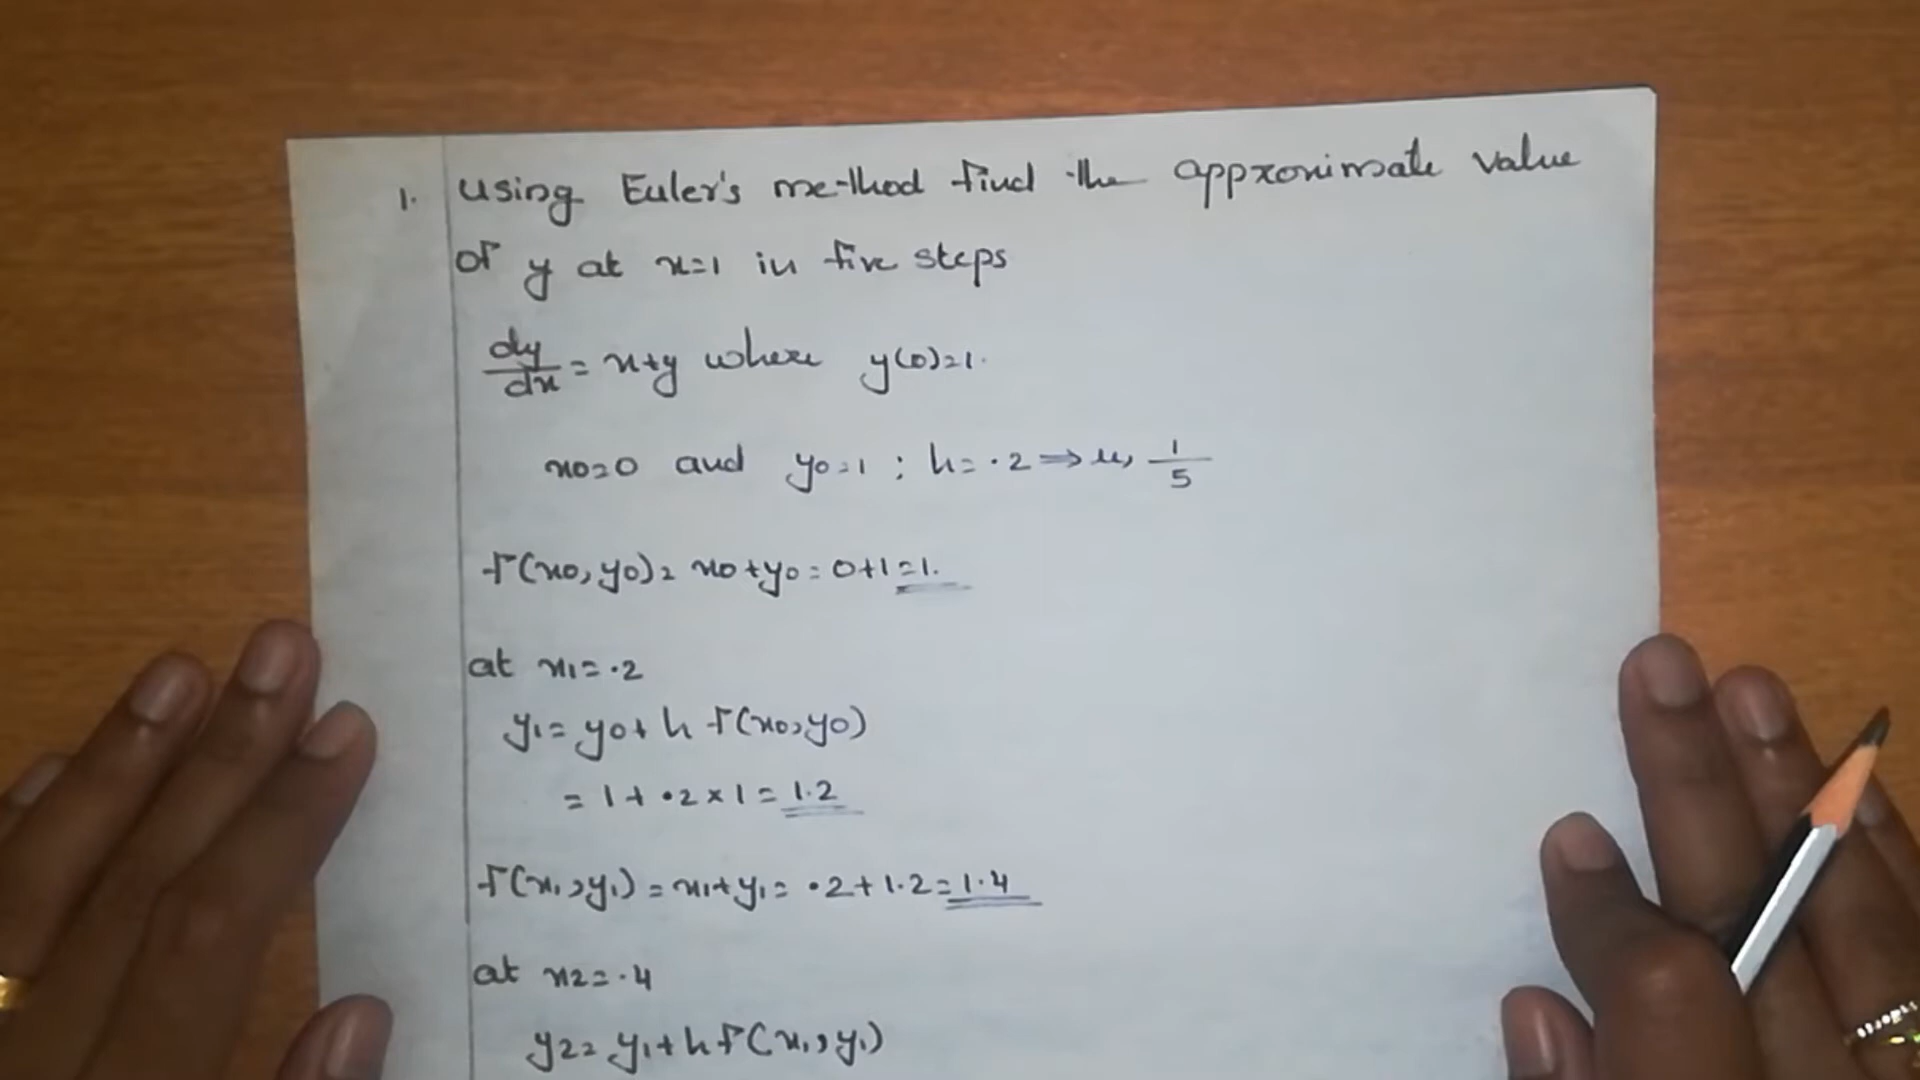 1. Using Euler's method find the approximate value
of y at x=1 in five steps
dy/dx = x+y where y(0)=1.
x0=0 and y0=1 ; h= .2 ⇒ 1/5
f(x0,y0)= x0+y0 = 0+1 = 1.
at x1= .2
y1= y0+ h f(x0,y0)
= 1+ .2 × 1 = 1.2
f(x1,y1) = x1+y1 = .2+1.2 = 1.4
at x2= .4
y2= y1+ h f(x1,y1)